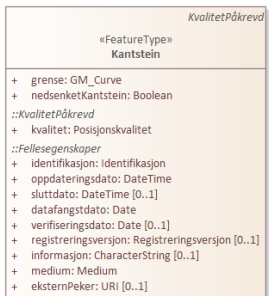 KvalitetPåkrevd
«FeatureType»
Kantstein
+ grense: GM_Curve
+ nedsenketKantstein: Boolean
::KvalitetPåkrevd
+ kvalitet: Posisjonskvalitet
::Fellesegenskaper
+ identifikasjon: Identifikasjon
+ oppdateringsdato: DateTime
+ sluttdato: DateTime [0..1]
+ datafangstdato: Date
+ verifiseringsdato: Date [0..1]
+ registreringsversjon: Registreringsversjon [0..1]
+ informasjon: CharacterString [0..1]
+ medium: Medium
+ eksternPeker: URI [0..1]